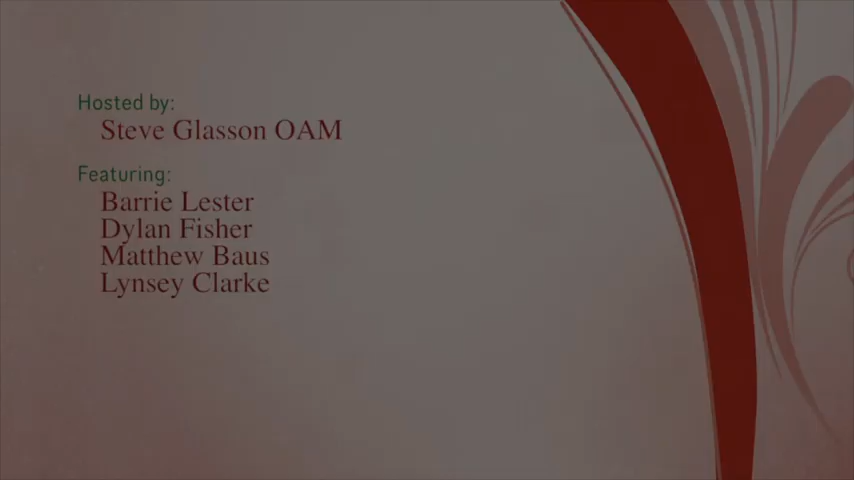 Hosted by:
Steve Glasson OAM
Featuring:
Barrie Lester
Dylan Fisher
Matthew Baus
Lynsey Clarke